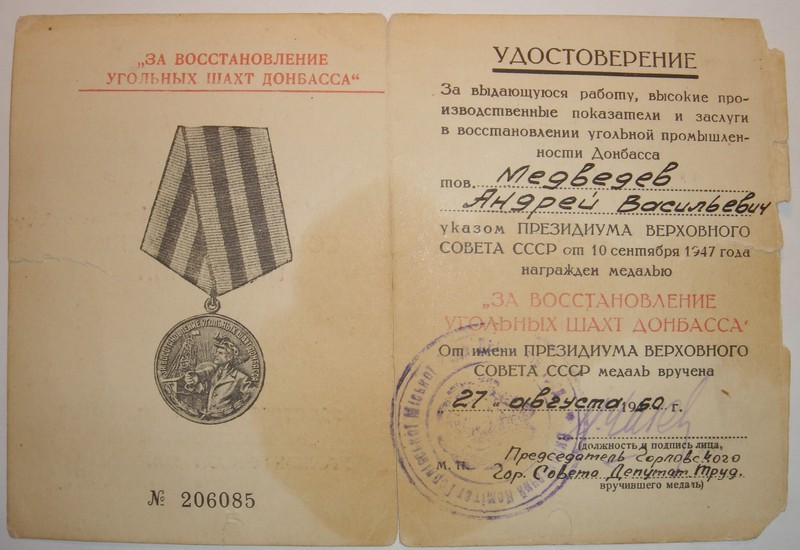 „ЗА ВОССТАНОВЛЕНИЕ
УГОЛЬНЫХ ШАХТ ДОНБАССА“
№ 206085
УДОСТОВЕРЕНИЕ
За выдающуюся работу, высокие про-
изводственные показатели и заслуги
в восстановлении угольной промышлен-
ности Донбасса
тов. Медведев
Андрей Васильевич
указом ПРЕЗИДИУМА ВЕРХОВНОГО
СОВЕТА СССР от 10 сентября 1947 года
награжден медалью
„ЗА ВОССТАНОВЛЕНИЕ
УГОЛЬНЫХ ШАХТ ДОНБАССА“
От имени ПРЕЗИДИУМА ВЕРХОВНОГО
СОВЕТА СССР медаль вручена
„27“ августа 1960 г.
(должность и подпись лица,
Председатель Горловского
М. П. Гор. Совета Депутат. Труд.
вручившего медаль)